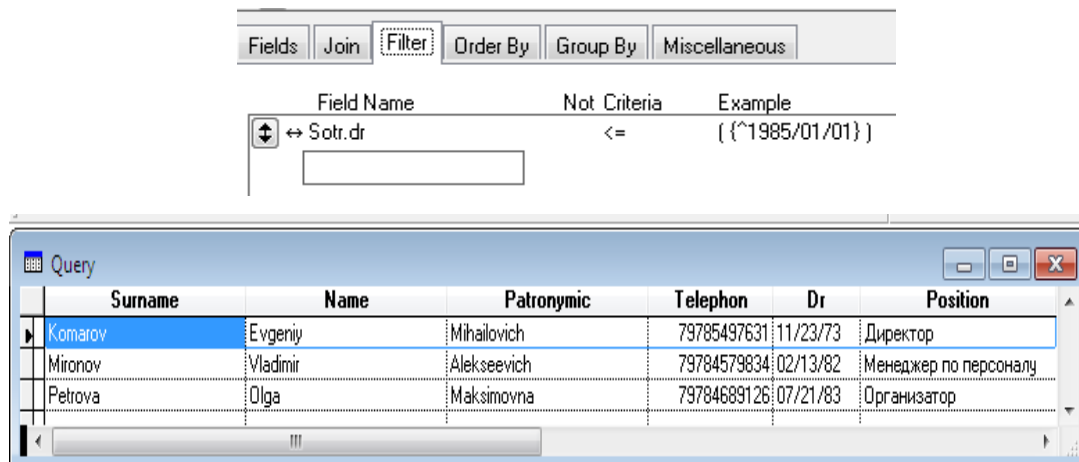 Fields Join Filter Order By Group By Miscellaneous
Field Name Not Criteria Example
Sotr.dr <= ( {^1985/01/01} )
Query
Surname Name Patronymic Telephon Dr Position
Komarov Evgeniy Mihailovich 79785497631 11/23/73 Директор
Mironov Vladimir Alekseevich 79784579834 02/13/82 Менеджер по персоналу
Petrova Olga Maksimovna 79784689126 07/21/83 Организатор